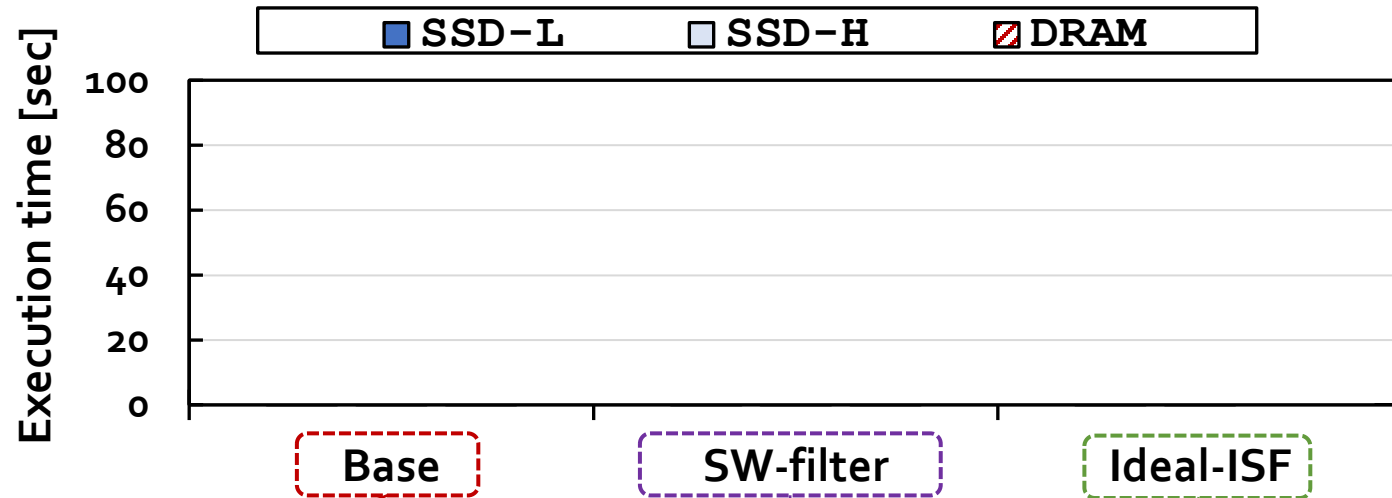 SSD-L SSD-H DRAM
Execution time [sec]
100
80
60
40
20
0
Base SW-filter Ideal-ISF